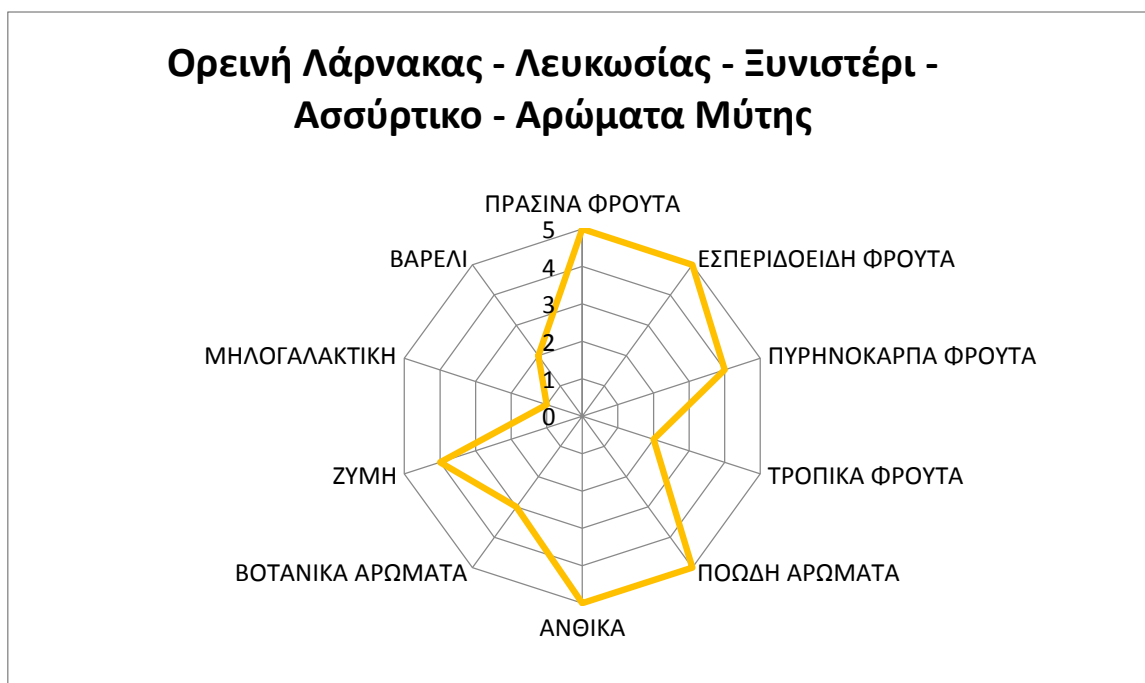 Ορεινή Λάρνακας - Λευκωσίας - Ξυνιστέρι -
Ασσύρτικο - Αρώματα Μύτης
ΠΡΑΣΙΝΑ ΦΡΟΥΤΑ
ΕΣΠΕΡΙΔΟΕΙΔΗ ΦΡΟΥΤΑ
ΠΥΡΗΝΟΚΑΡΠΑ ΦΡΟΥΤΑ
ΤΡΟΠΙΚΑ ΦΡΟΥΤΑ
ΠΟΩΔΗ ΑΡΩΜΑΤΑ
ΑΝΘΙΚΑ
ΒΟΤΑΝΙΚΑ ΑΡΩΜΑΤΑ
ΖΥΜΗ
ΜΗΛΟΓΑΛΑΚΤΙΚΗ
ΒΑΡΕΛΙ
5
4
3
2
1
0